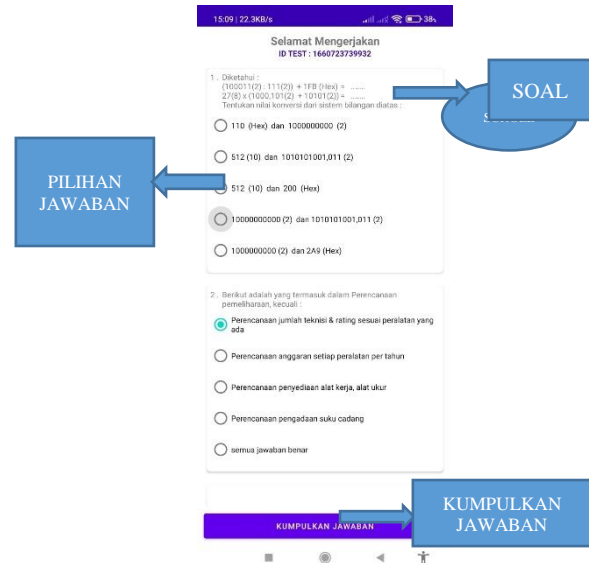 15:09 | 22.3KB/s
38%
Selamat Mengerjakan
ID TEST : 1660723739932
1 . Diketahui :
(100011(2) : 111(2)) + 1FB (Hex) = .......
27(8) x (1000,101(2) + 10101(2)) = .......
Tentukan nilai konversi dari sistem bilangan diatas :
SOAL
110 (Hex) dan 1000000000 (2)
512 (10) dan 1010101001,011 (2)
PILIHAN
JAWABAN
512 (10) dan 200 (Hex)
10000000000 (2) dan 1010101001,011 (2)
1000000000 (2) dan 2A9 (Hex)
2 . Berikut adalah yang termasuk dalam Perencanaan
pemeliharsan, kecuali :
Perencanaan jumlah teknisi & rating sesuai peralatan yang
ada
Perencanaan anggaran setiap peralatan per tahun
Perencanaan penyediaan alat kerja, alat ukur
Perencanaan pengadaan suku cadang
semua jawaban benar
KUMPULKAN JAWABAN
KUMPULKAN
JAWABAN